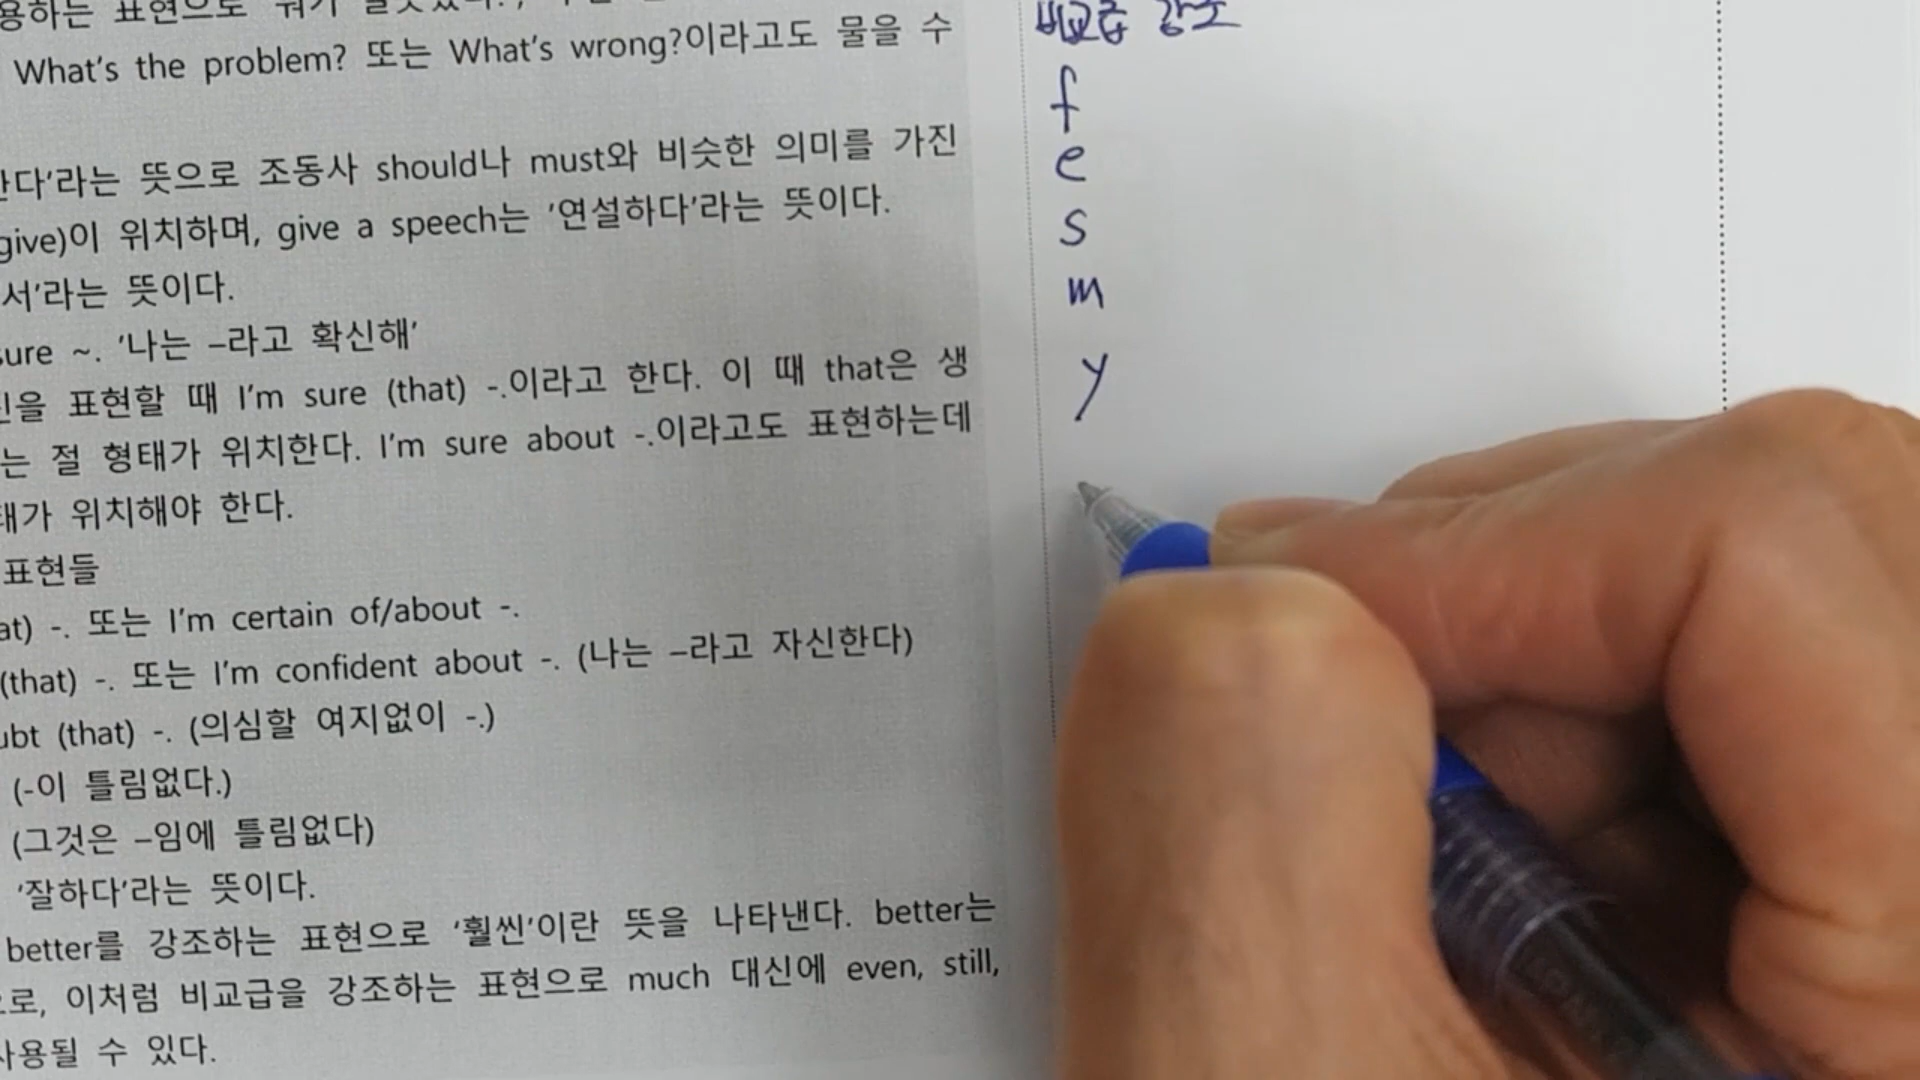 용하는 표현으로 뭐가
What's the problem? 또는 What's wrong?이라고도 물을 수
한다'라는 뜻으로 조동사 should나 must와 비슷한 의미를 가진
give)이 위치하며, give a speech는 '연설하다'라는 뜻이다.
서'라는 뜻이다.
sure ~. '나는 –라고 확신해'
을 표현할 때 I'm sure (that) -.이라고 한다. 이 때 that은 생
는 절 형태가 위치한다. I'm sure about -.이라고도 표현하는데
태가 위치해야 한다.
표현들
at) -. 또는 I'm certain of/about -.
(that) -. 또는 I'm confident about -. (나는 –라고 자신한다)
ubt (that) -. (의심할 여지없이 -.)
(-이 틀림없다.)
(그것은 –임에 틀림없다)
'잘하다'라는 뜻이다.
better를 강조하는 표현으로 '훨씬'이란 뜻을 나타낸다. better는
로, 이처럼 비교급을 강조하는 표현으로 much 대신에 even, still,
사용될 수 있다.
비교급 강조
f
e
s
m
y